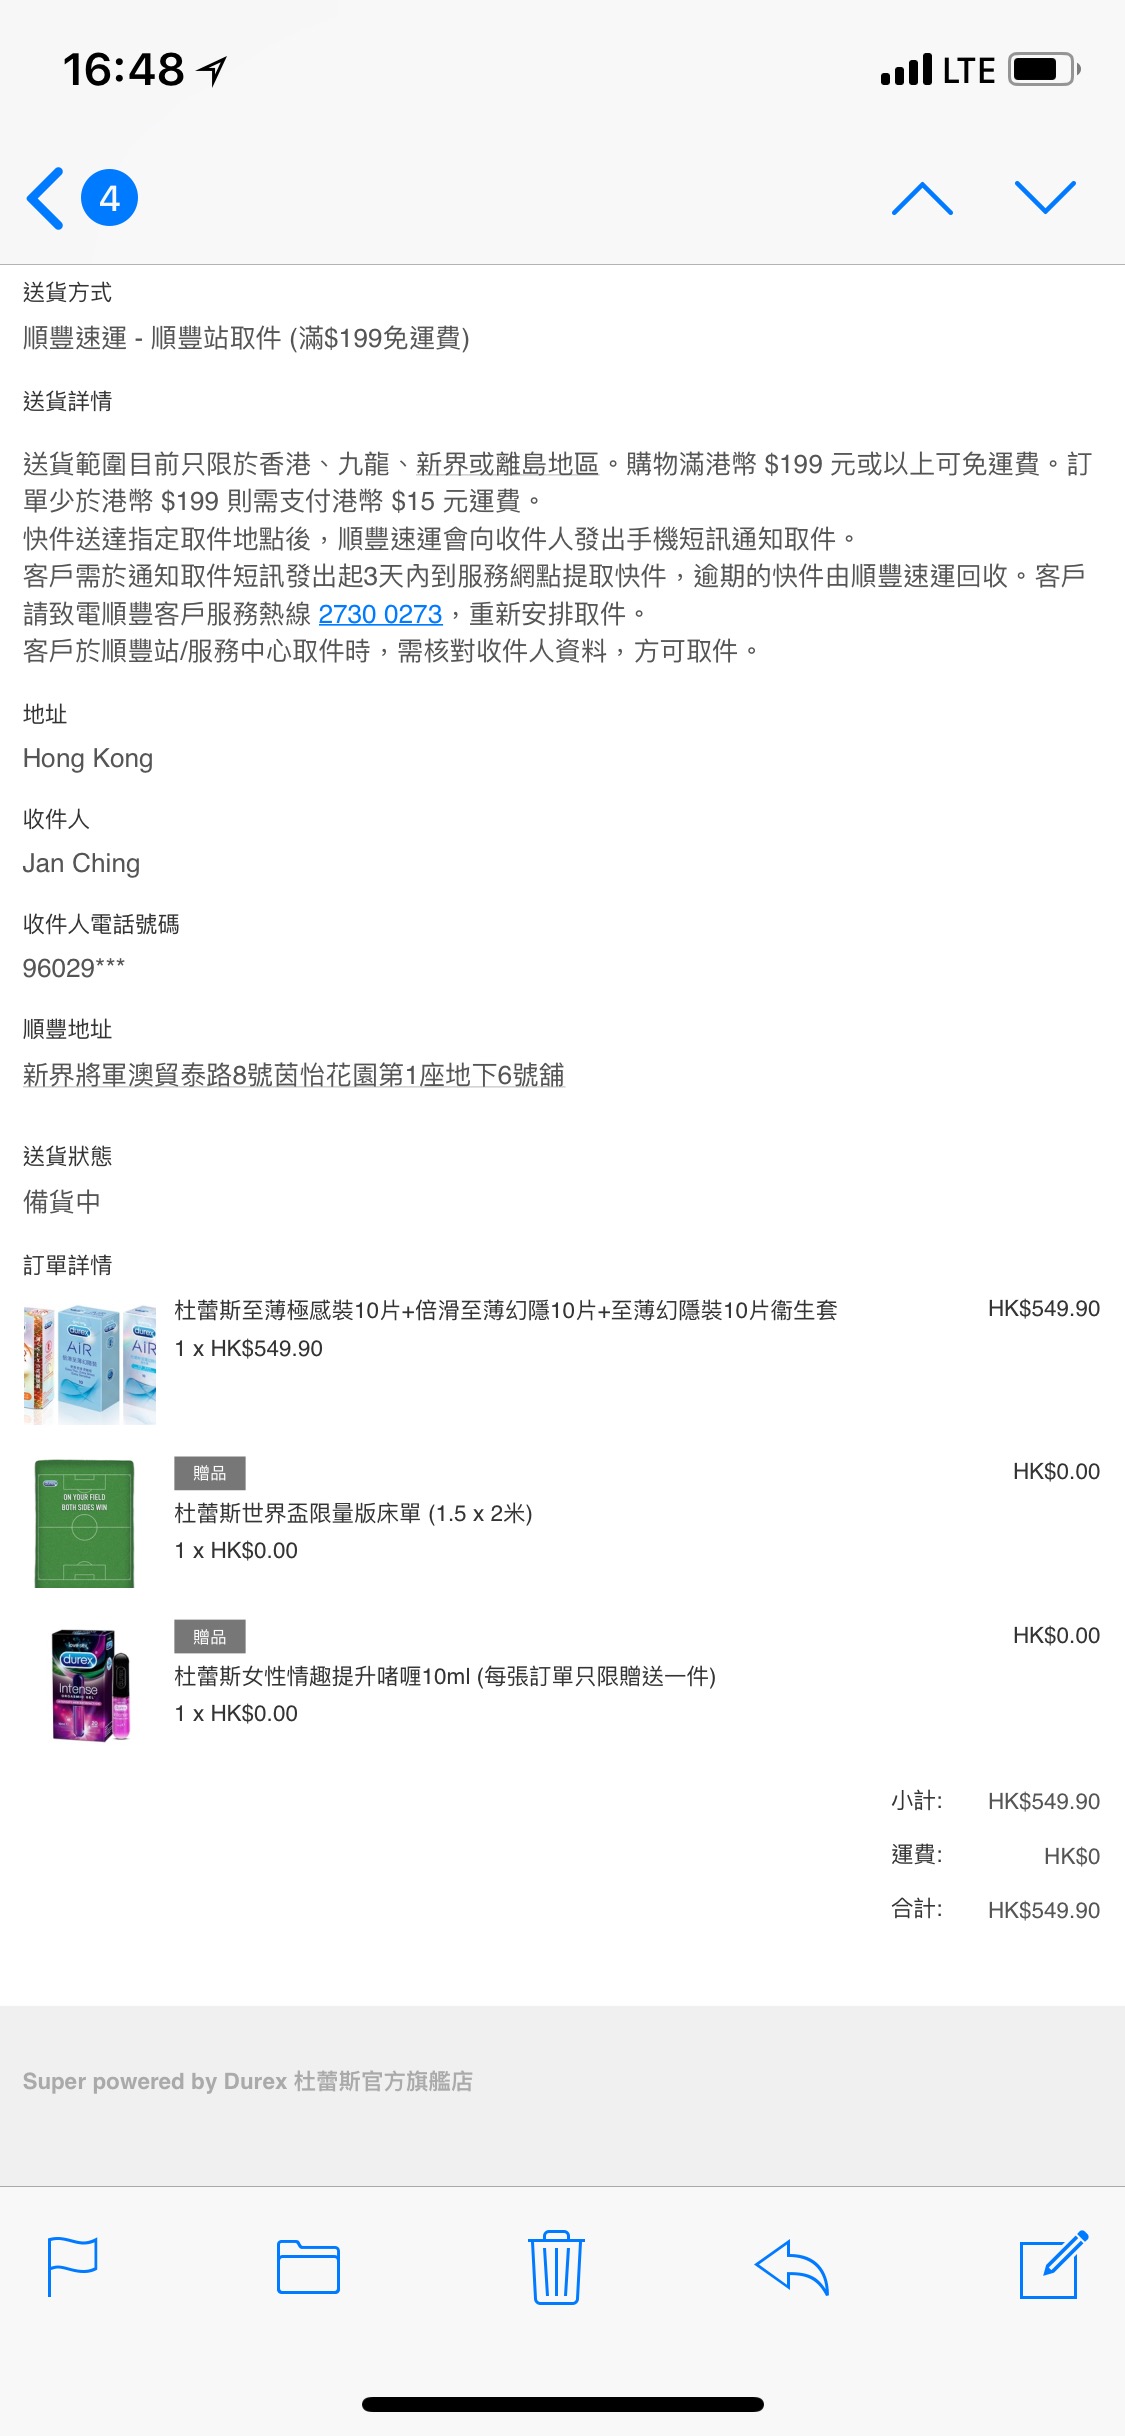 16:48
LTE
4
送貨方式
順豐速運 - 順豐站取件 (滿$199免運費)
送貨詳情
送貨範圍目前只限於香港、九龍、新界或離島地區。購物滿港幣 $199 元或以上可免運費。訂
單少於港幣 $199 則需支付港幣 $15 元運費。
快件送達指定取件地點後，順豐速運會向收件人發出手機短訊通知取件。
客戶需於通知取件短訊發出起3天內到服務網點提取快件，逾期的快件由順豐速運回收。客戶
請致電順豐客戶服務熱線 2730 0273，重新安排取件。
客戶於順豐站/服務中心取件時，需核對收件人資料，方可取件。
地址
Hong Kong
收件人
Jan Ching
收件人電話號碼
96029***
順豐地址
新界將軍澳貿泰路8號茵怡花園第1座地下6號舖
送貨狀態
備貨中
訂單詳情
杜蕾斯至薄極感裝10片+倍滑至薄幻隱10片+至薄幻隱裝10片衞生套
HK$549.90
1 x HK$549.90
durex
AiR
durex
AiR
贈品
HK$0.00
ON YOUR FIELD
BOTH SIDES WIN
杜蕾斯世界盃限量版床單 (1.5 x 2米)
1 x HK$0.00
贈品
HK$0.00
durex
Intense
ORGASMIC GEL
杜蕾斯女性情趣提升啫喱10ml (每張訂單只限贈送一件)
1 x HK$0.00
小計: HK$549.90
運費: HK$0
合計: HK$549.90
Super powered by Durex 杜蕾斯官方旗艦店